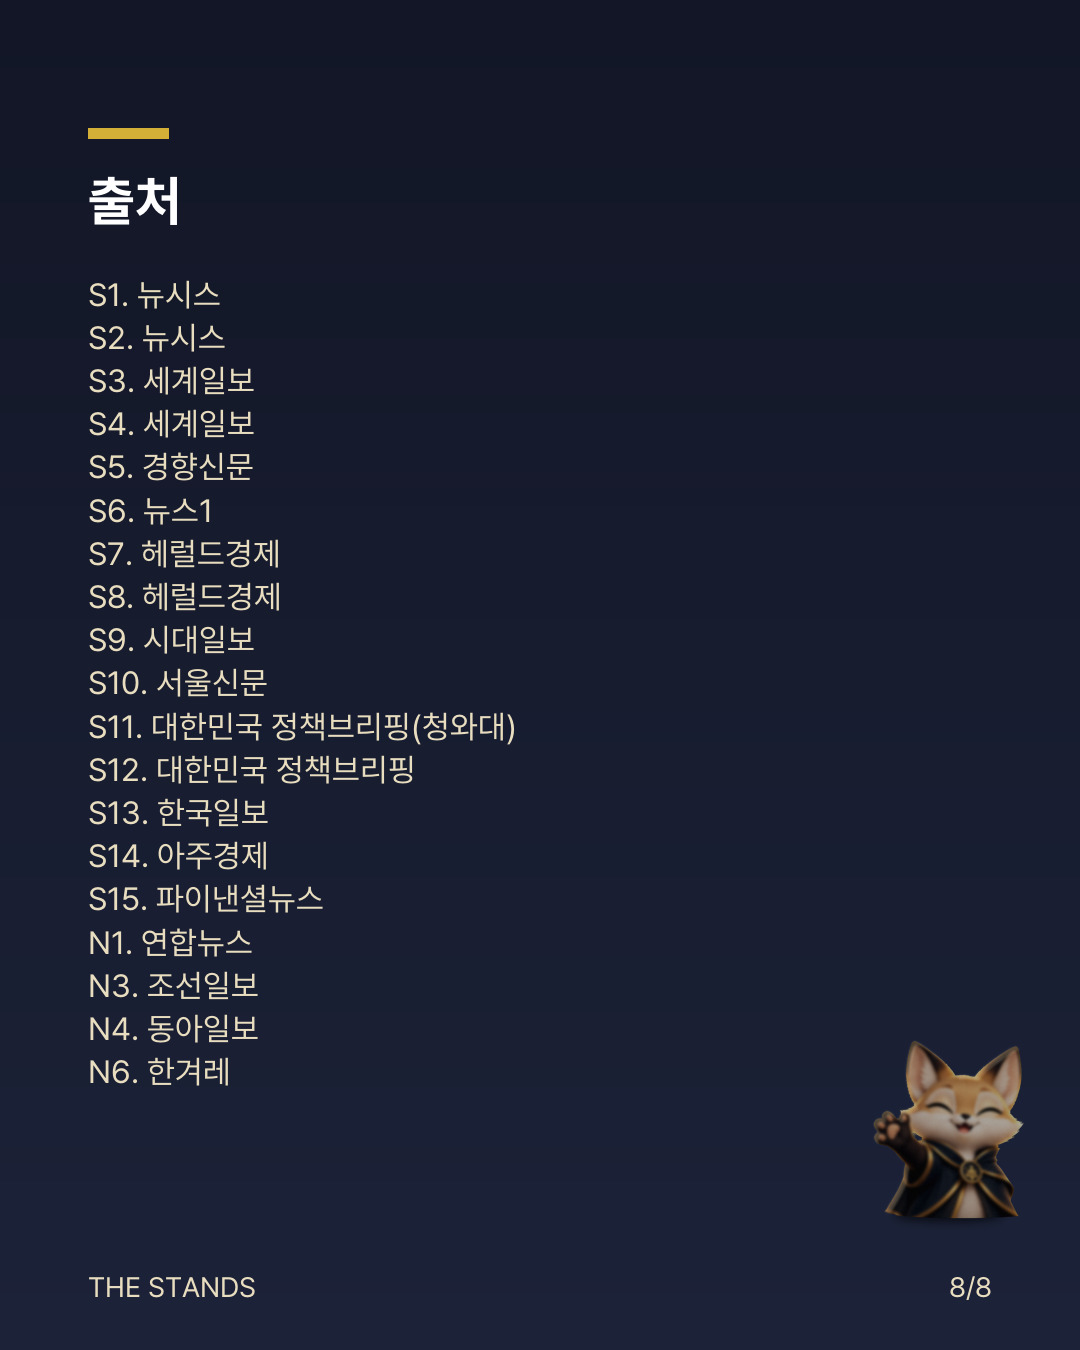 출처
S1. 뉴시스
S2. 뉴시스
S3. 세계일보
S4. 세계일보
S5. 경향신문
S6. 뉴스1
S7. 헤럴드경제
S8. 헤럴드경제
S9. 시대일보
S10. 서울신문
S11. 대한민국 정책브리핑(청와대)
S12. 대한민국 정책브리핑
S13. 한국일보
S14. 아주경제
S15. 파이낸셜뉴스
N1. 연합뉴스
N3. 조선일보
N4. 동아일보
N6. 한겨레
THE STANDS
8/8